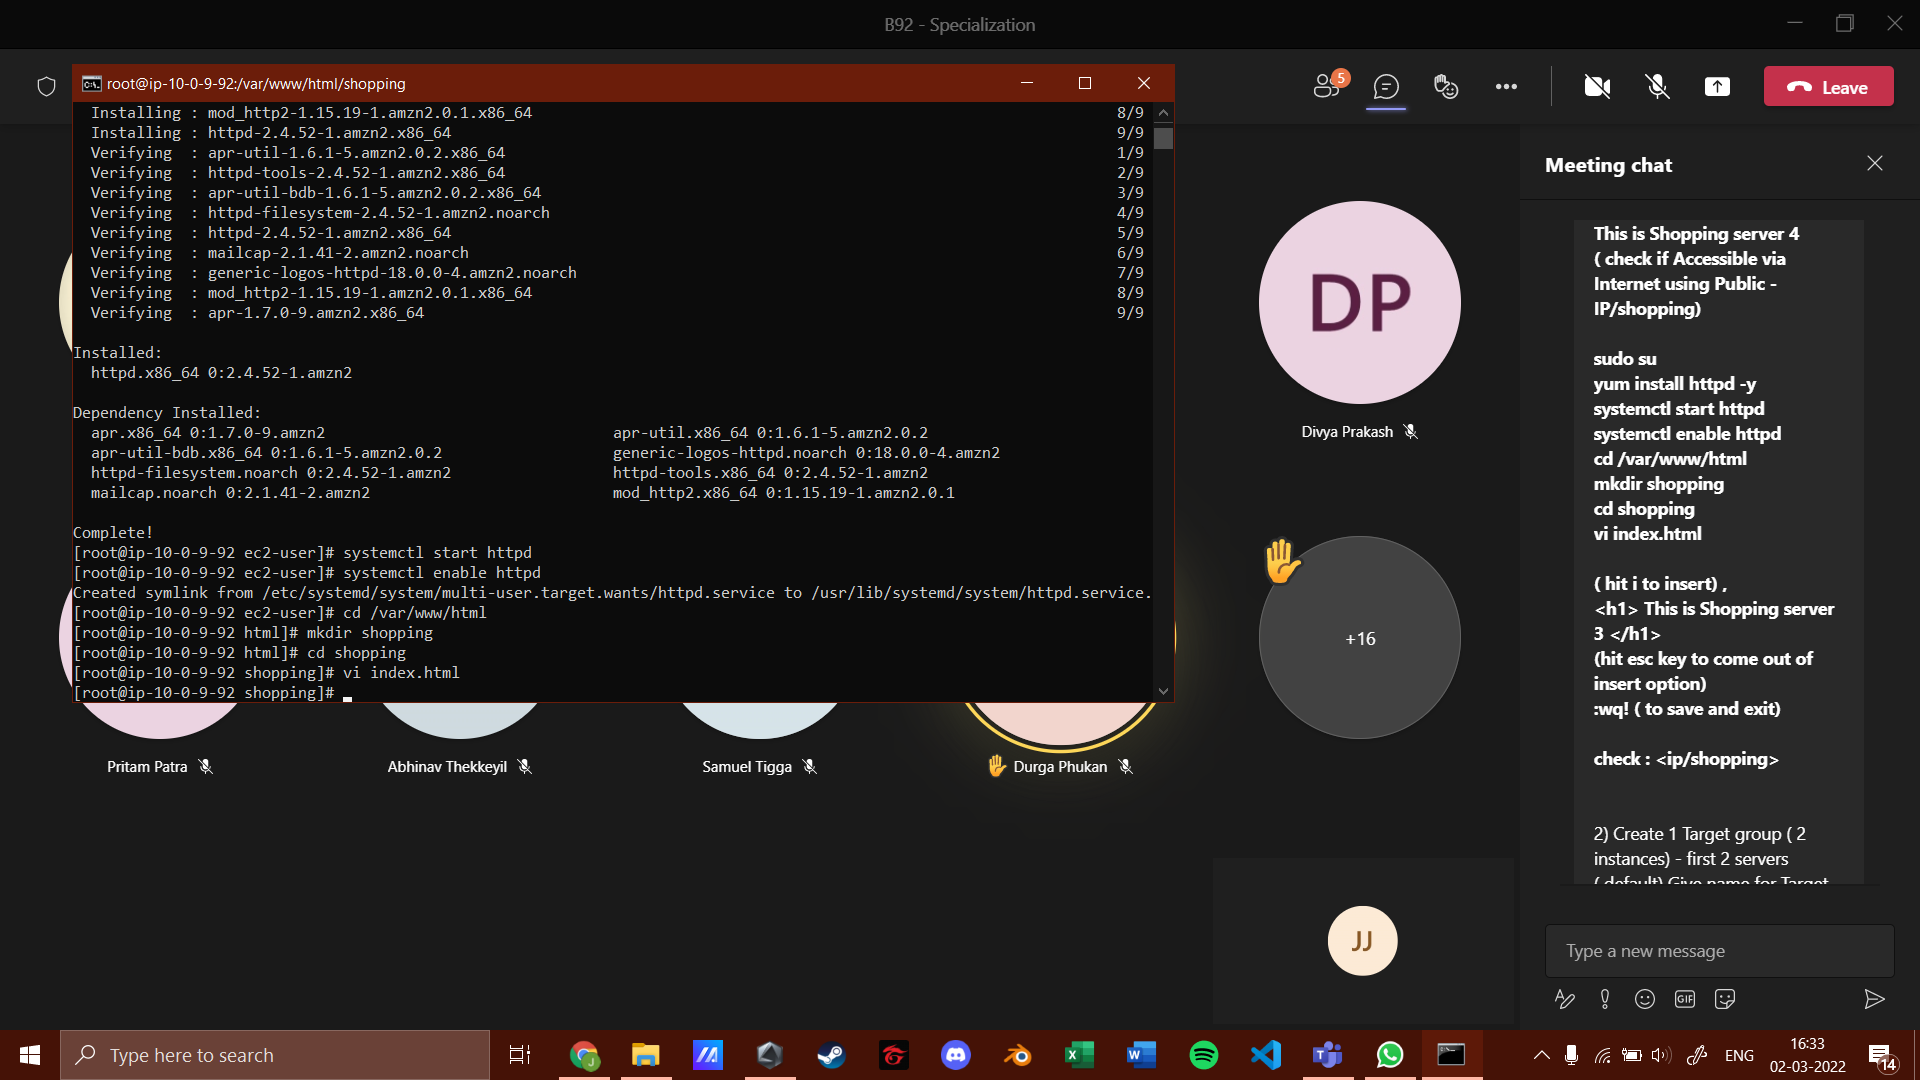 B92 - Specialization
root@ip-10-0-9-92:/var/www/html/shopping
Installing : mod_http2-1.15.19-1.amzn2.0.1.x86_64 8/9
Installing : httpd-2.4.52-1.amzn2.x86_64 9/9
Verifying : apr-util-1.6.1-5.amzn2.0.2.x86_64 1/9
Verifying : httpd-tools-2.4.52-1.amzn2.x86_64 2/9
Verifying : apr-util-bdb-1.6.1-5.amzn2.0.2.x86_64 3/9
Verifying : httpd-filesystem-2.4.52-1.amzn2.noarch 4/9
Verifying : httpd-2.4.52-1.amzn2.x86_64 5/9
Verifying : mailcap-2.1.41-2.amzn2.noarch 6/9
Verifying : generic-logos-httpd-18.0.0-4.amzn2.noarch 7/9
Verifying : mod_http2-1.15.19-1.amzn2.0.1.x86_64 8/9
Verifying : apr-1.7.0-9.amzn2.x86_64 9/9
Installed:
httpd.x86_64 0:2.4.52-1.amzn2
Dependency Installed:
apr.x86_64 0:1.7.0-9.amzn2 apr-util.x86_64 0:1.6.1-5.amzn2.0.2
apr-util-bdb.x86_64 0:1.6.1-5.amzn2.0.2 generic-logos-httpd.noarch 0:18.0.0-4.amzn2
httpd-filesystem.noarch 0:2.4.52-1.amzn2 httpd-tools.x86_64 0:2.4.52-1.amzn2
mailcap.noarch 0:2.1.41-2.amzn2 mod_http2.x86_64 0:1.15.19-1.amzn2.0.1
Complete!
[root@ip-10-0-9-92 ec2-user]# systemctl start httpd
[root@ip-10-0-9-92 ec2-user]# systemctl enable httpd
Created symlink from /etc/systemd/system/multi-user.target.wants/httpd.service to /usr/lib/systemd/system/httpd.service.
[root@ip-10-0-9-92 ec2-user]# cd /var/www/html
[root@ip-10-0-9-92 html]# mkdir shopping
[root@ip-10-0-9-92 html]# cd shopping
[root@ip-10-0-9-92 shopping]# vi index.html
[root@ip-10-0-9-92 shopping]#
5
Leave
DP
Divya Prakash
+16
Pritam Patra
Abhinav Thekkeyil
Samuel Tigga
Durga Phukan
JJ
Meeting chat
This is Shopping server 4
( check if Accessible via
Internet using Public -
IP/shopping)
sudo su
yum install httpd -y
systemctl start httpd
systemctl enable httpd
cd /var/www/html
mkdir shopping
cd shopping
vi index.html
( hit i to insert) ,
<h1> This is Shopping server
3 </h1>
(hit esc key to come out of
insert option)
:wq! ( to save and exit)
check : <ip/shopping>
2) Create 1 Target group ( 2
instances) - first 2 servers
( default) Give name for Target
Type a new message
GIF
Type here to search
ENG
16:33
02-03-2022
14